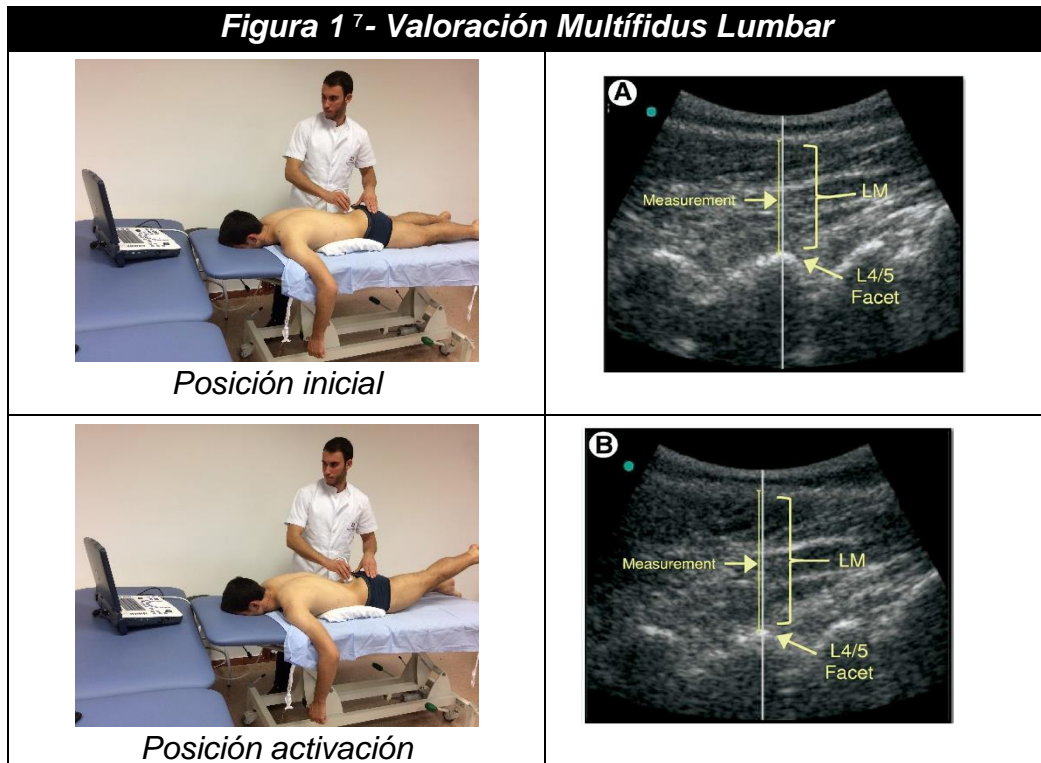 Figura 1 ⁷- Valoración Multífidus Lumbar
A
Measurement
LM
L4/5
Facet
Posición inicial
B
Measurement
LM
L4/5
Facet
Posición activación